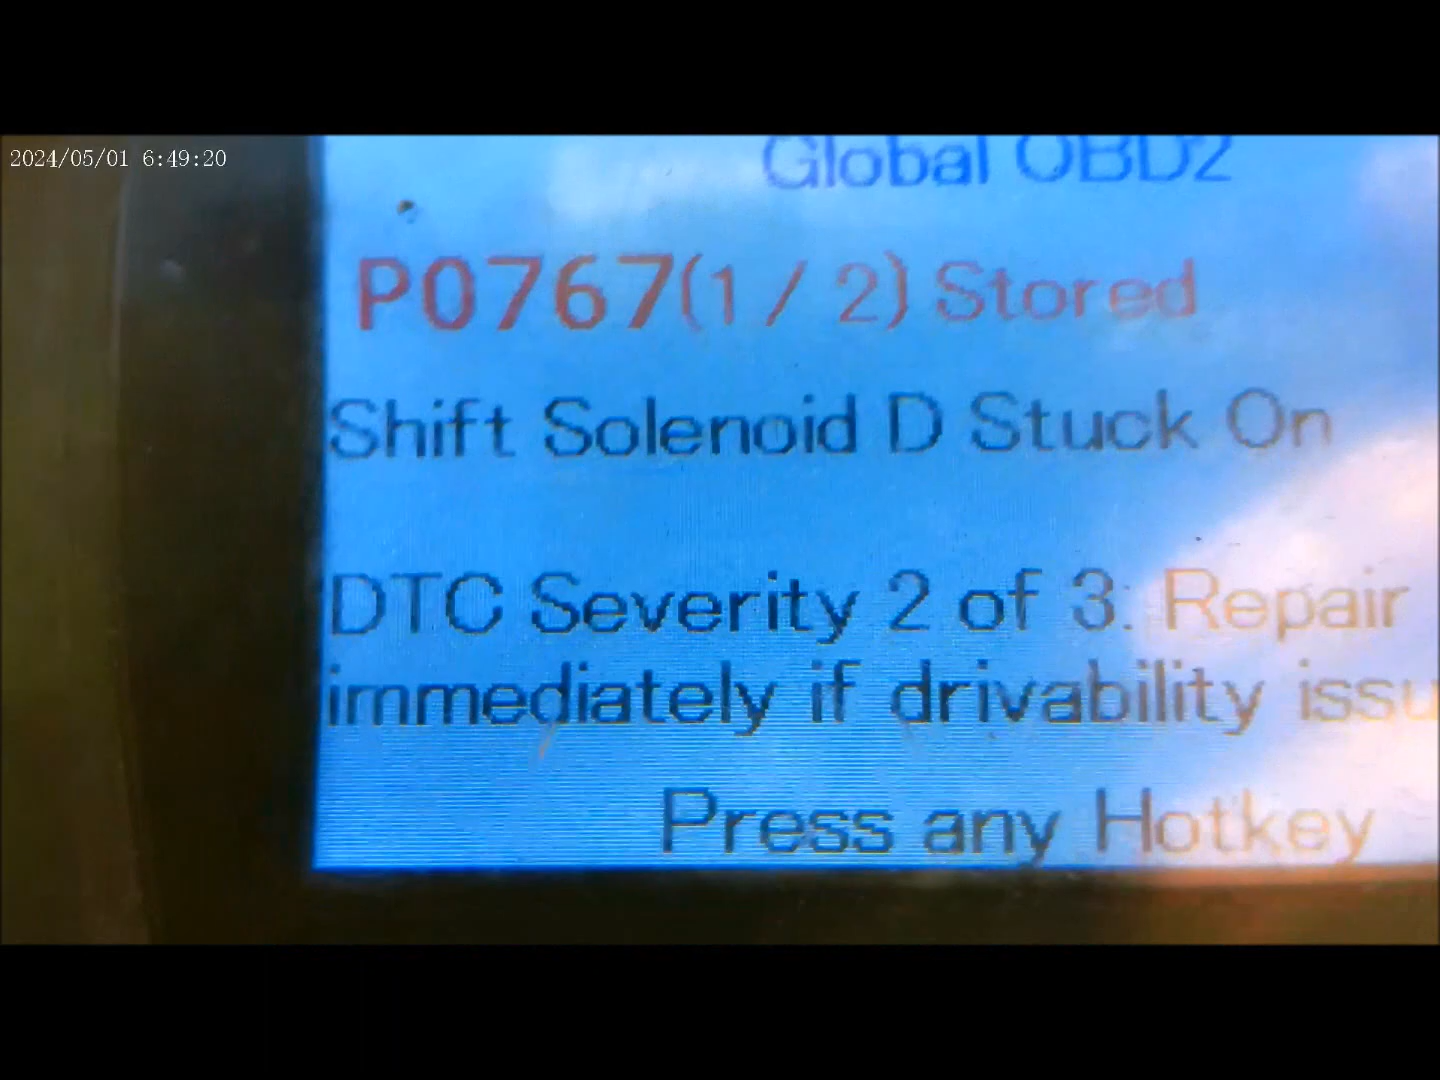 2024/05/01 6:49:20
Global OBD2
P0767(1 / 2) Stored
Shift Solenoid D Stuck On
DTC Severity 2 of 3: Repair
immediately if drivability issu
Press any Hotkey